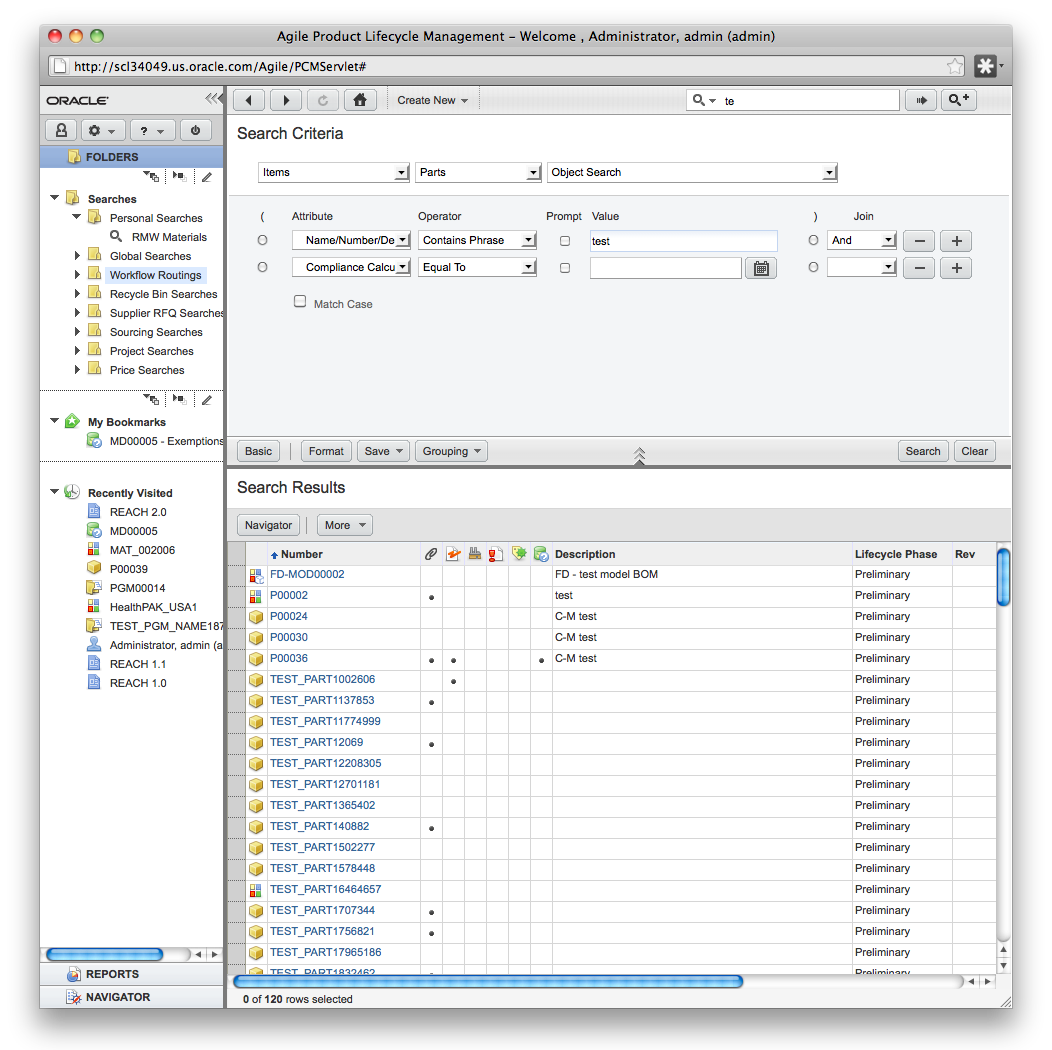 Agile Product Lifecycle Management – Welcome , Administrator, admin (admin)
http://scl34049.us.oracle.com/Agile/PCMServlet#
ORACLE
FOLDERS
Searches
Personal Searches
RMW Materials
Global Searches
Workflow Routings
Recycle Bin Searches
Supplier RFQ Searches
Sourcing Searches
Project Searches
Price Searches
My Bookmarks
MD00005 - Exemptions
Recently Visited
REACH 2.0
MD00005
MAT_002006
P00039
PGM00014
HealthPAK_USA1
TEST_PGM_NAME187
Administrator, admin (a
REACH 1.1
REACH 1.0
REPORTS
NAVIGATOR
Create New te
Search Criteria
Items Parts Object Search
( Attribute Operator Prompt Value ) Join
Name/Number/De Contains Phrase test And
Compliance Calcu Equal To
Match Case
Basic Format Save Grouping Search Clear
Search Results
Navigator More
Number Description Lifecycle Phase Rev
FD-MOD00002 FD - test model BOM Preliminary
P00002 test Preliminary
P00024 C-M test Preliminary
P00030 C-M test Preliminary
P00036 C-M test Preliminary
TEST_PART1002606 Preliminary
TEST_PART1137853 Preliminary
TEST_PART11774999 Preliminary
TEST_PART12069 Preliminary
TEST_PART12208305 Preliminary
TEST_PART12701181 Preliminary
TEST_PART1365402 Preliminary
TEST_PART140882 Preliminary
TEST_PART1502277 Preliminary
TEST_PART1578448 Preliminary
TEST_PART16464657 Preliminary
TEST_PART1707344 Preliminary
TEST_PART1756821 Preliminary
TEST_PART17965186 Preliminary
TEST_PART1832462 Preliminary
0 of 120 rows selected